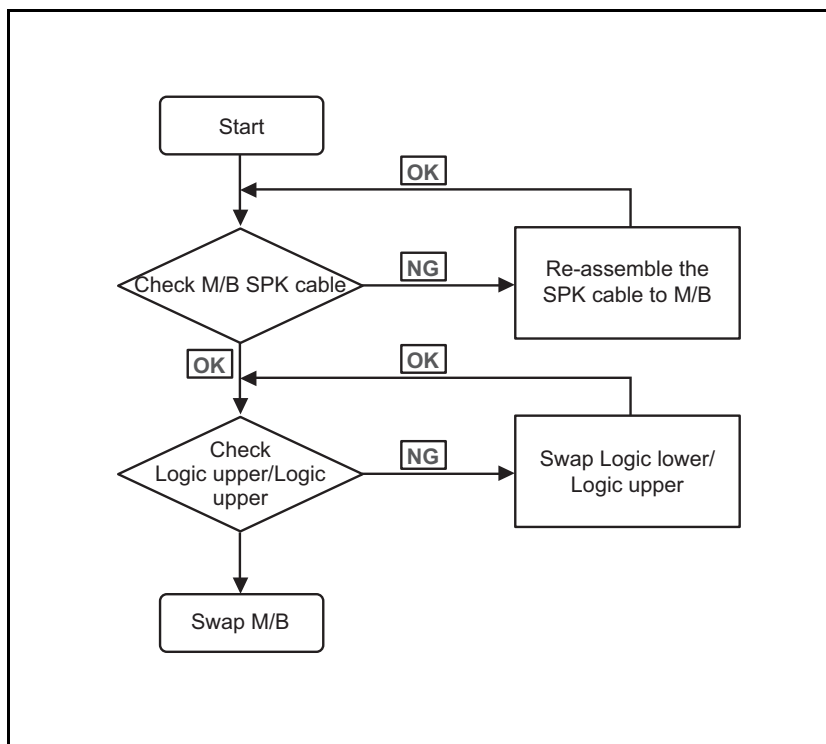 Start
OK
Check M/B SPK cable
NG
Re-assemble the
SPK cable to M/B
OK
OK
Check
Logic upper/Logic
upper
NG
Swap Logic lower/
Logic upper
Swap M/B